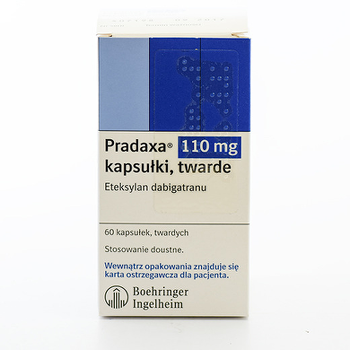 Pradaxa® 110 mg
kapsułki, twarde
Eteksylan dabigatranu
60 kapsułek, twardych
Stosowanie doustne.
Wewnątrz opakowania znajduje się
karta ostrzegawcza dla pacjenta.
Boehringer
Ingelheim